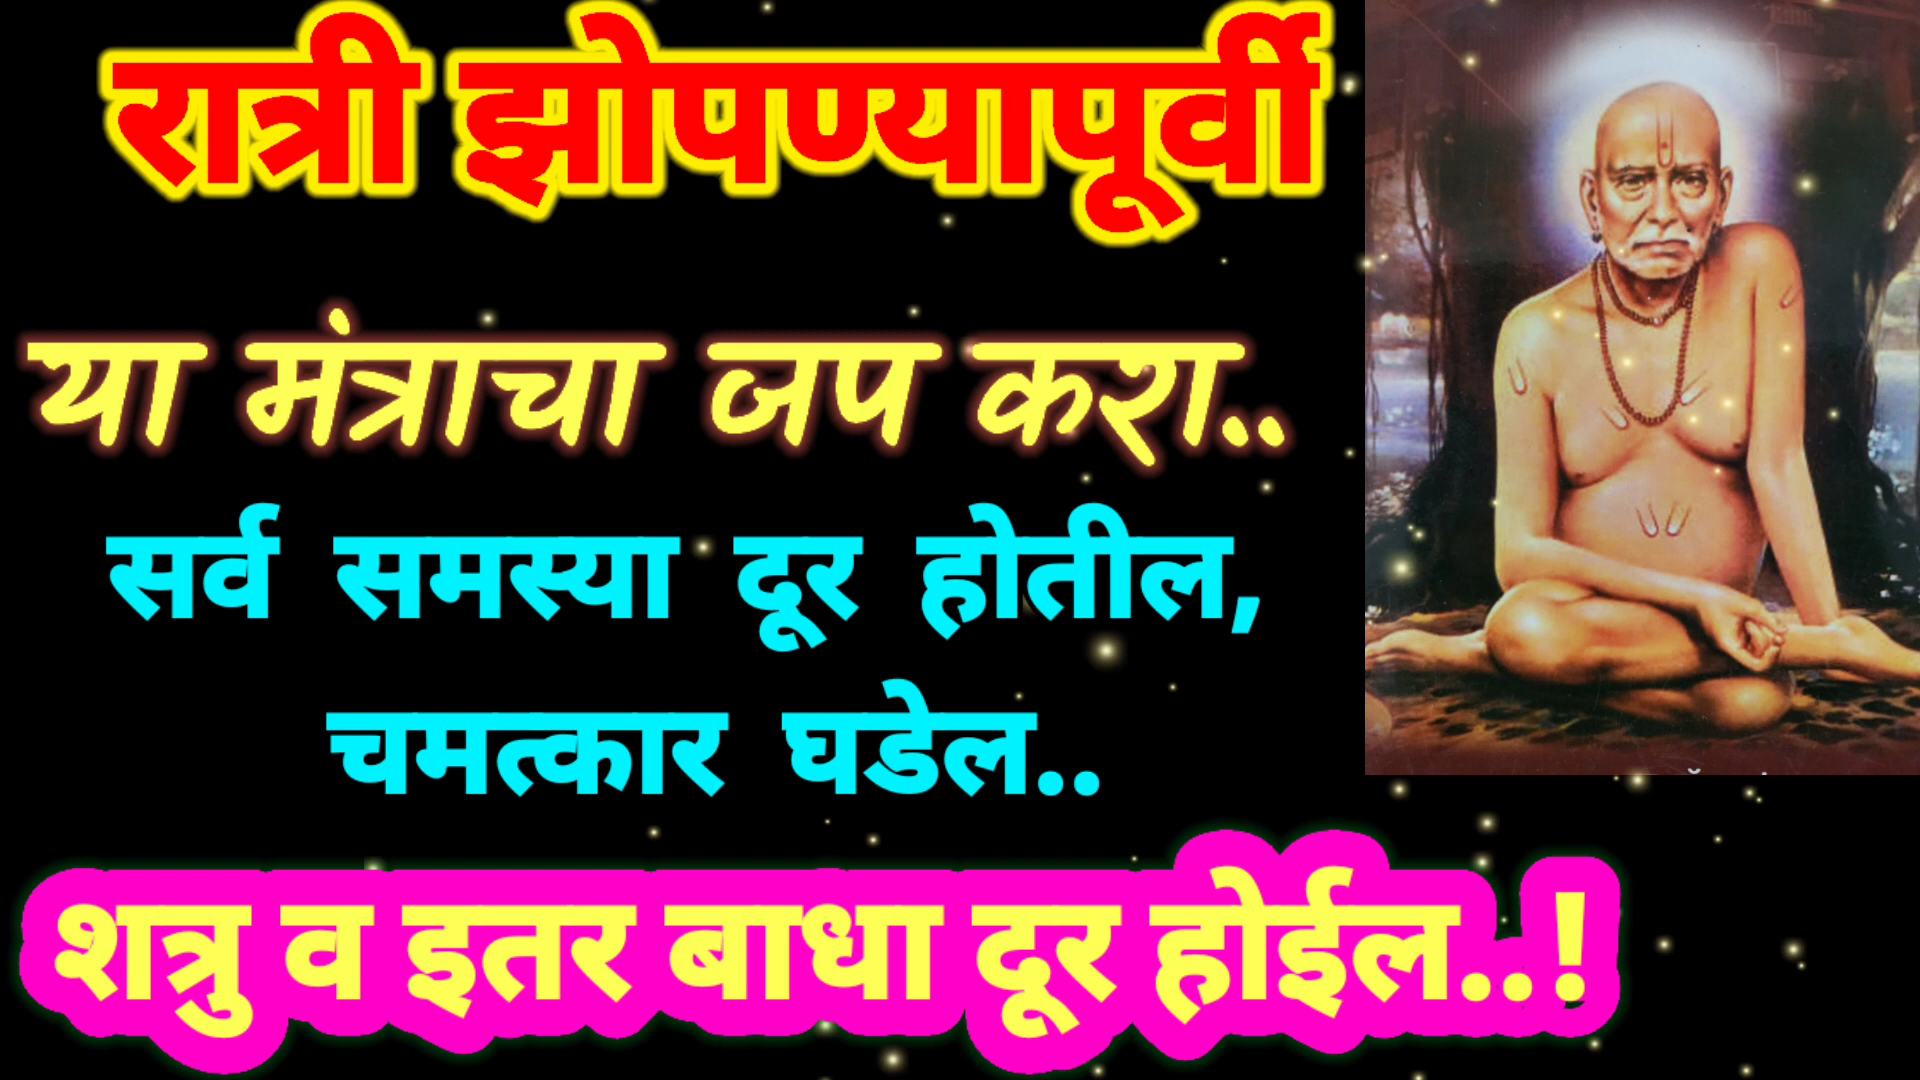 रात्री झोपण्यापूर्वी
या मंत्राचा जप करा..
सर्व समस्या दूर होतील,
चमत्कार घडेल..
शत्रु व इतर बाधा दूर होईल..!